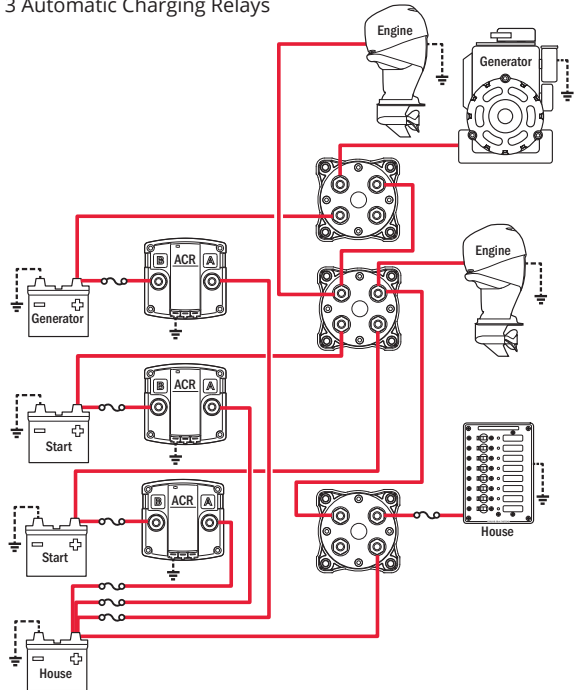 3 Automatic Charging Relays
Engine
Generator
B ACR A
Generator
Engine
B ACR A
Start
B ACR A
Start
House
House